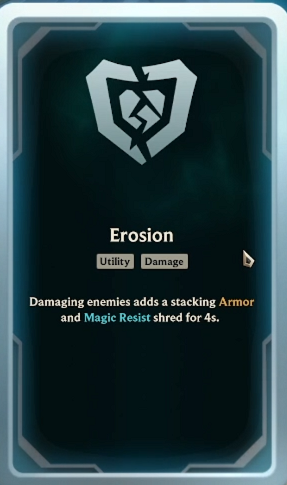 Erosion
Utility Damage
Damaging enemies adds a stacking Armor
and Magic Resist shred for 4s.